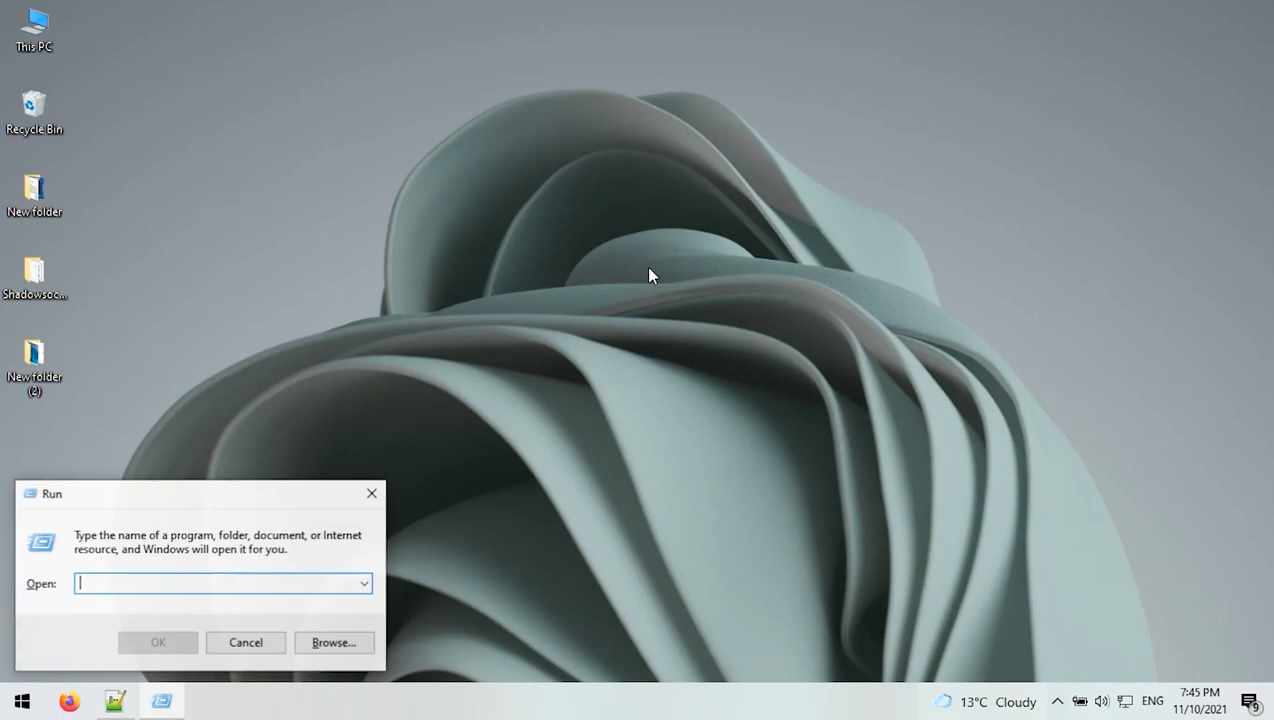 This PC
Recycle Bin
New folder
Shadowsoc...
New folder
(2)
Run
Type the name of a program, folder, document, or Internet
resource, and Windows will open it for you.
Open:
OK
Cancel
Browse...
13°C Cloudy
ENG
7:45 PM
11/10/2021
9